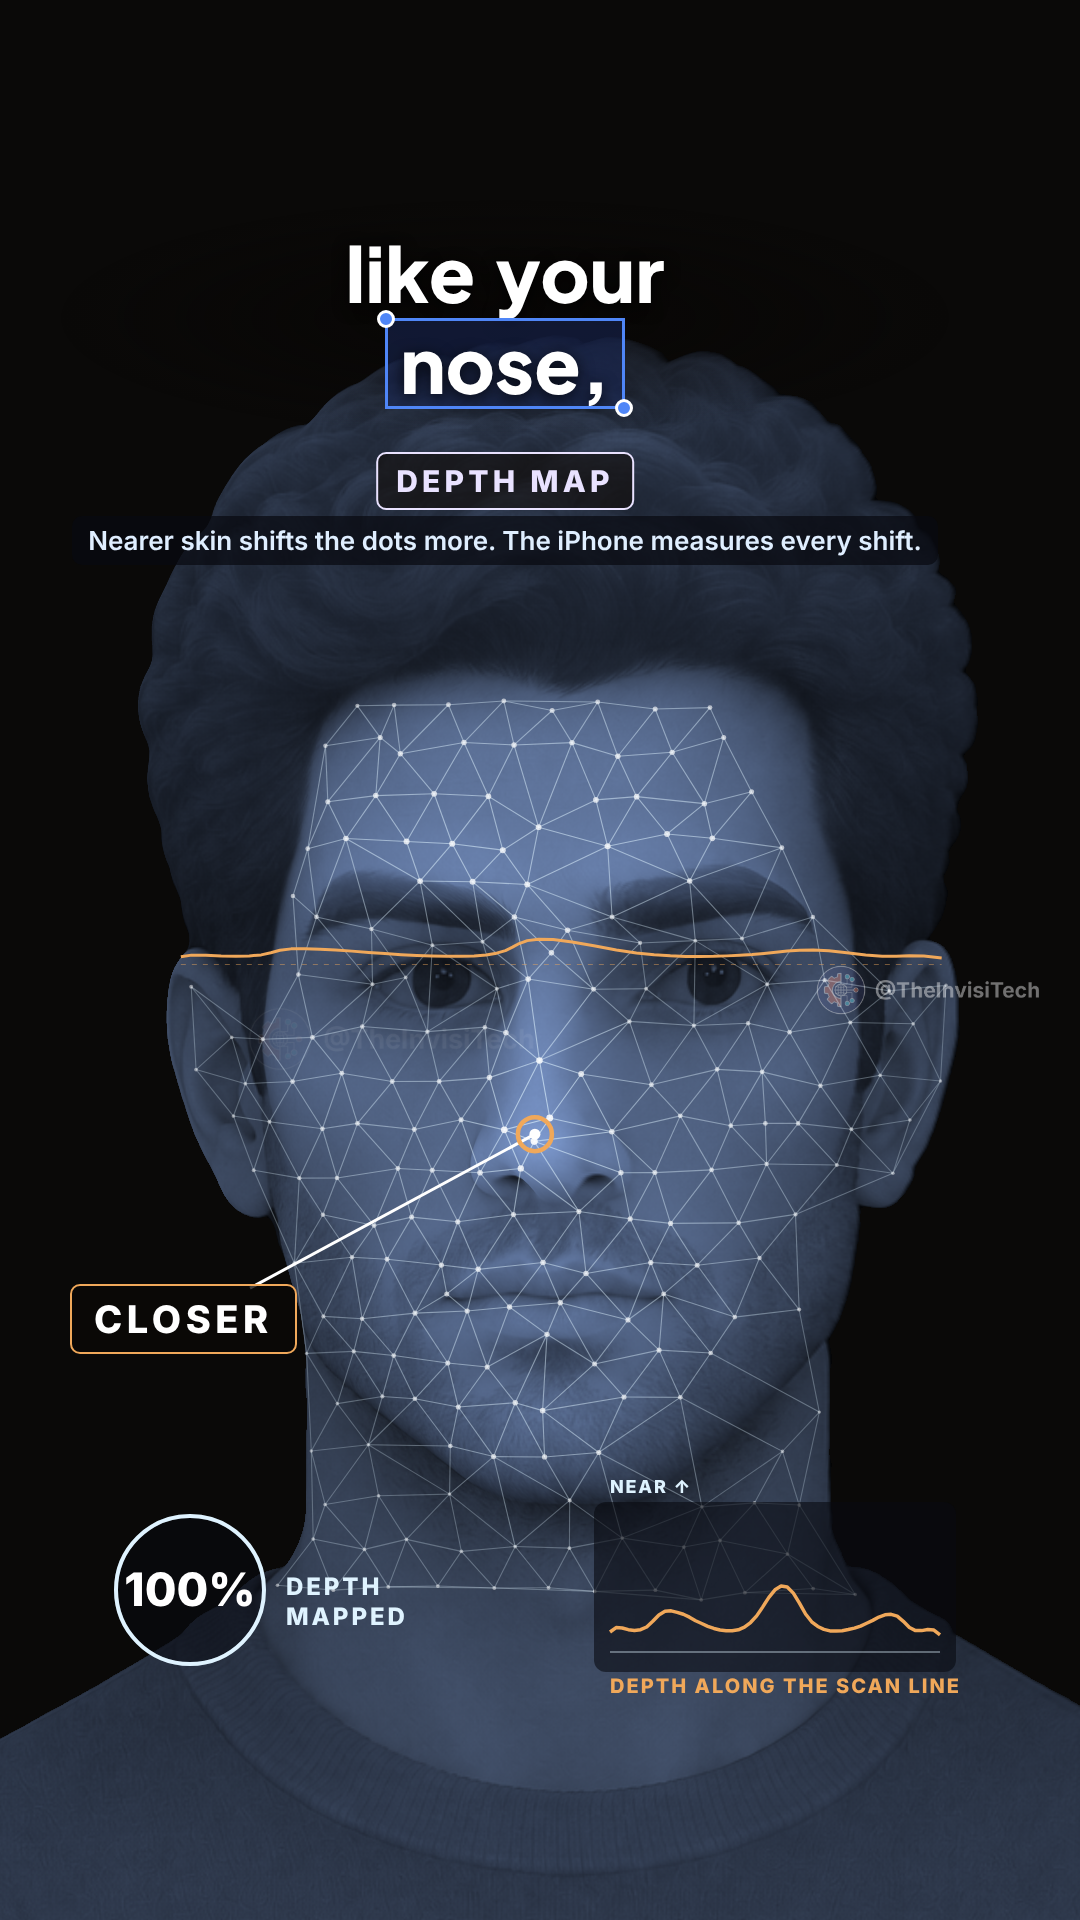 like your
nose,
DEPTH MAP
Nearer skin shifts the dots more. The iPhone measures every shift.
@TheInvisiTech
@TheInvisiTech
CLOSER
NEAR ↑
100%
DEPTH
MAPPED
DEPTH ALONG THE SCAN LINE